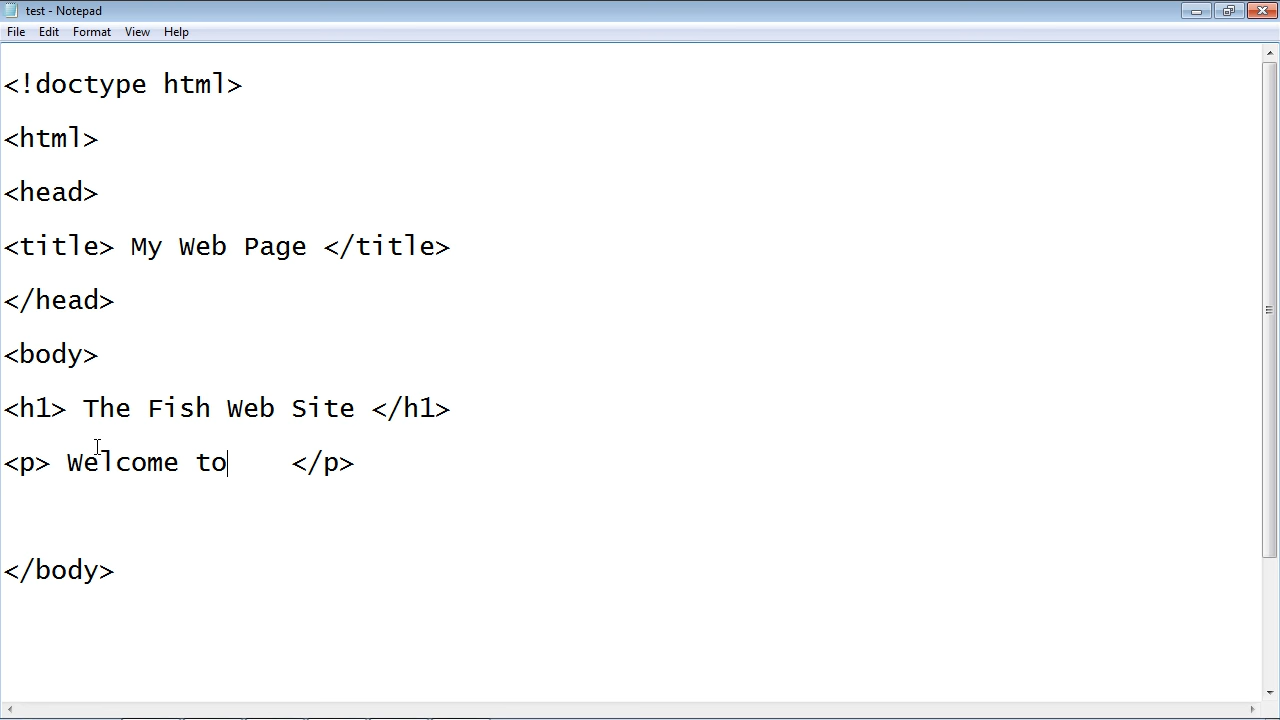 test - Notepad
File Edit Format View Help
<!doctype html>
<html>
<head>
<title> My Web Page </title>
</head>
<body>
<h1> The Fish Web Site </h1>
<p> Welcome to    </p>
</body>